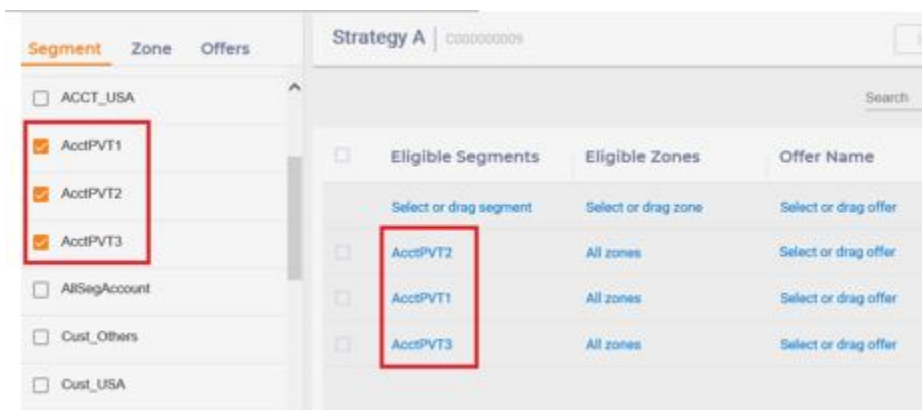 Segment Zone Offers
ACCT_USA
AcctPVT1
AcctPVT2
AcctPVT3
AllSegAccount
Cust_Others
Cust_USA
Strategy A | C000000009
Search
Eligible Segments Eligible Zones Offer Name
Select or drag segment Select or drag zone Select or drag offer
AcctPVT2 All zones Select or drag offer
AcctPVT1 All zones Select or drag offer
AcctPVT3 All zones Select or drag offer